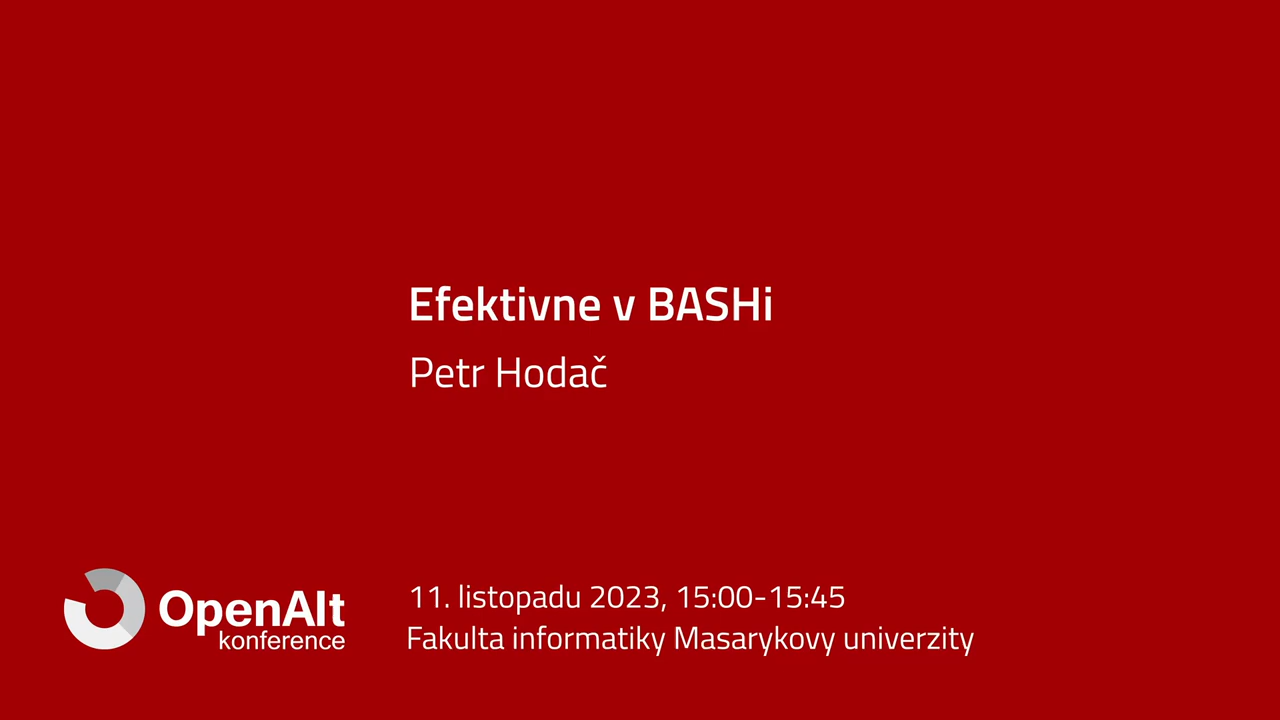 Efektivne v BASHi
Petr Hodač
OpenAlt
konference
11. listopadu 2023, 15:00-15:45
Fakulta informatiky Masarykovy univerzity